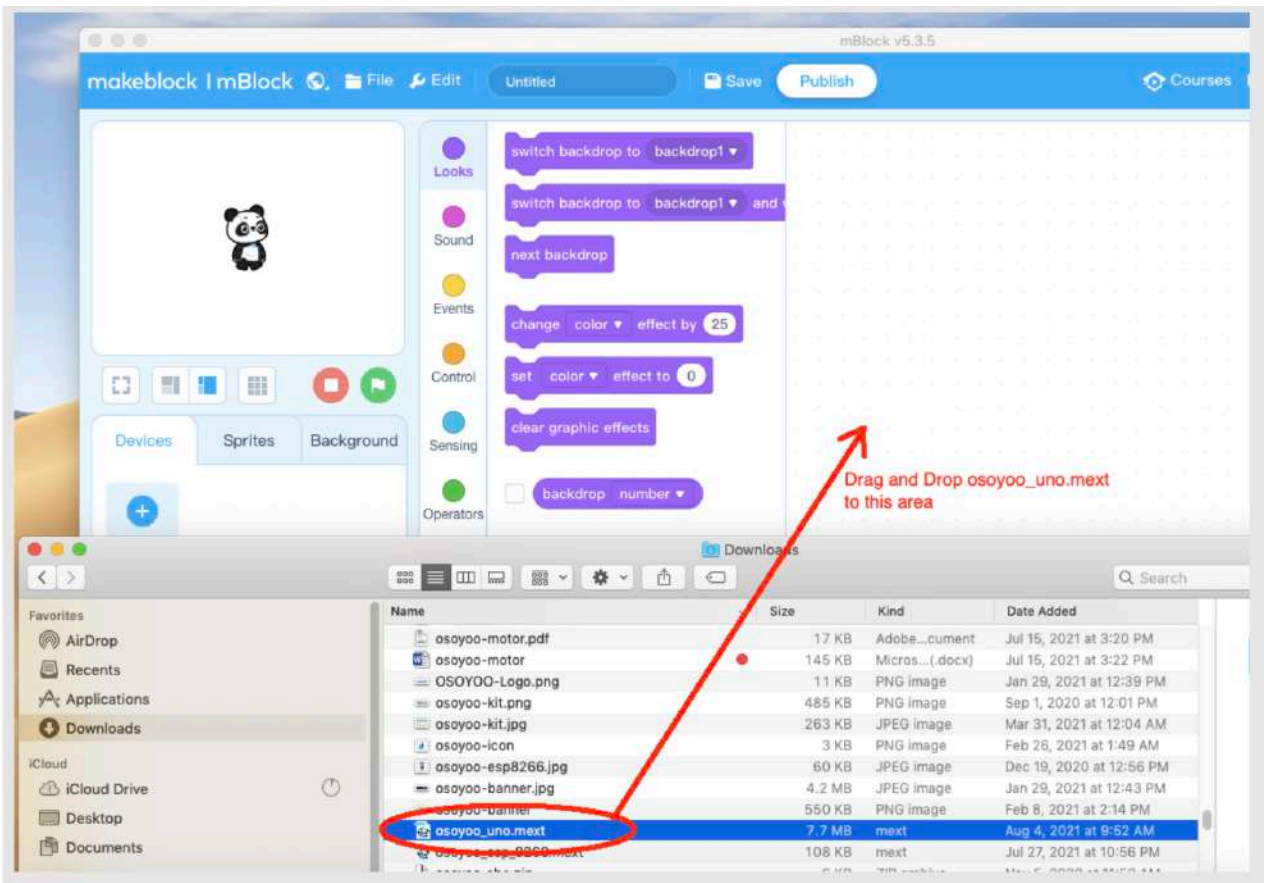 mBlock v5.3.5
makeblock | mBlock File Edit Untitled Save Publish Courses
switch backdrop to backdrop1
Looks
switch backdrop to backdrop1 and
Sound
next backdrop
Events
change color effect by 25
Control
set color effect to 0
Devices Sprites Background
clear graphic effects
Sensing
Drag and Drop osoyoo_uno.mext
to this area
backdrop number
Operators
Downloads
Search
Favorites
Name Size Kind Date Added
AirDrop
osoyoo-motor.pdf 17 KB Adobe...cument Jul 15, 2021 at 3:20 PM
Recents
osoyoo-motor 145 KB Micros...(.docx) Jul 15, 2021 at 3:22 PM
OSOYOO-Logo.png 11 KB PNG image Jan 29, 2021 at 12:39 PM
Applications
osoyoo-kit.png 485 KB PNG image Sep 1, 2020 at 12:01 PM
Downloads
osoyoo-kit.jpg 263 KB JPEG image Mar 31, 2021 at 12:04 AM
osoyoo-icon 3 KB PNG image Feb 26, 2021 at 1:49 AM
iCloud
osoyoo-esp8266.jpg 60 KB JPEG image Dec 19, 2020 at 12:56 PM
iCloud Drive
osoyoo-banner.jpg 4.2 MB JPEG image Jan 29, 2021 at 12:43 PM
Desktop
osoyoo-banner 550 KB PNG image Feb 8, 2021 at 2:14 PM
osoyoo_uno.mext 7.7 MB mext Aug 4, 2021 at 9:52 AM
Documents
108 KB mext Jul 27, 2021 at 10:56 PM